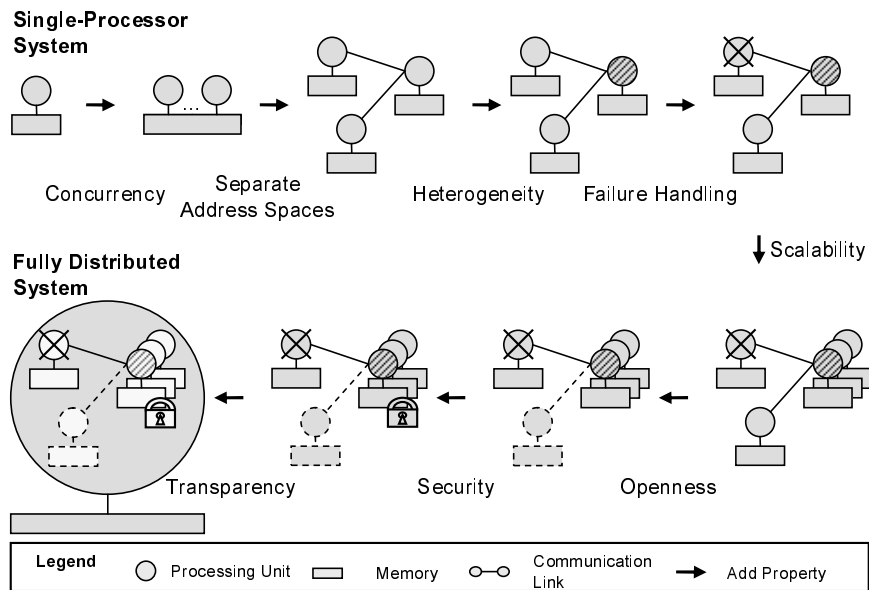 Single-Processor
System
...
Concurrency
Separate
Address Spaces
Heterogeneity
Failure Handling
Scalability
Fully Distributed
System
Transparency
Security
Openness
Legend
Processing Unit
Memory
Communication
Link
Add Property